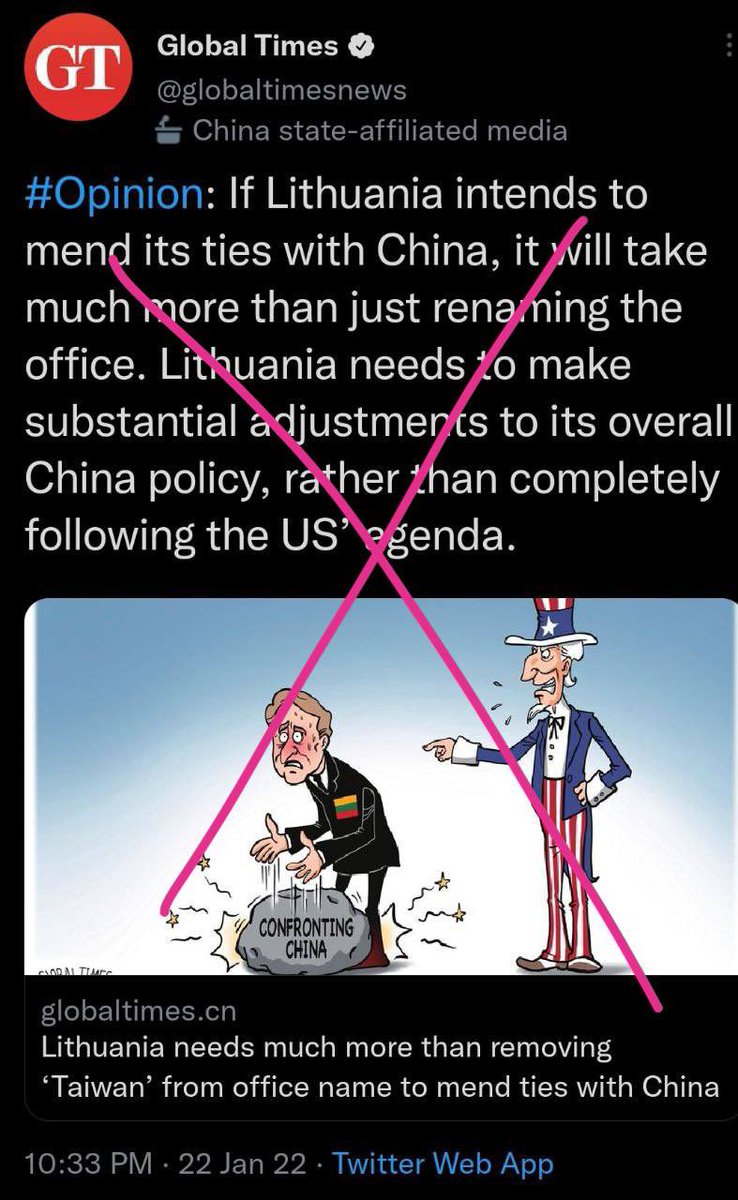 GT
Global Times
@globaltimesnews
China state-affiliated media
#Opinion: If Lithuania intends to
mend its ties with China, it will take
much more than just renaming the
office. Lithuania needs to make
substantial adjustments to its overall
China policy, rather than completely
following the US’ agenda.
CONFRONTING
CHINA
GLOBAL TIMES
globaltimes.cn
Lithuania needs much more than removing
‘Taiwan’ from office name to mend ties with China
10:33 PM · 22 Jan 22 · Twitter Web App